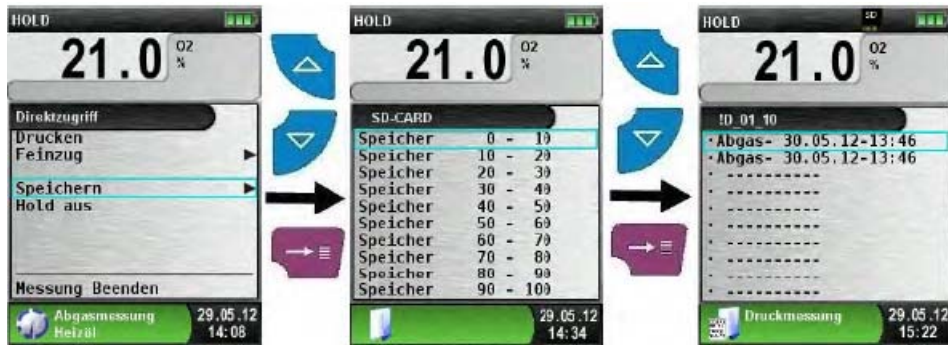 HOLD
21.0 O2 %
Direktzugriff
Drucken
Feinzug
Speichern
Hold aus
Messung Beenden
Abgasmessung 29.05.12
Heizöl 14:08
HOLD
21.0 O2 %
SD-CARD
Speicher 0 - 10
Speicher 10 - 20
Speicher 20 - 30
Speicher 30 - 40
Speicher 40 - 50
Speicher 50 - 60
Speicher 60 - 70
Speicher 70 - 80
Speicher 80 - 90
Speicher 90 - 100
29.05.12
14:34
HOLD SD
21.0 O2 %
ID_01_10
·Abgas- 30.05.12-13:46
·Abgas- 30.05.12-13:46
· ---------
· ---------
· ---------
· ---------
· ---------
· ---------
· ---------
· ---------
Druckmessung 29.05.12
15:22